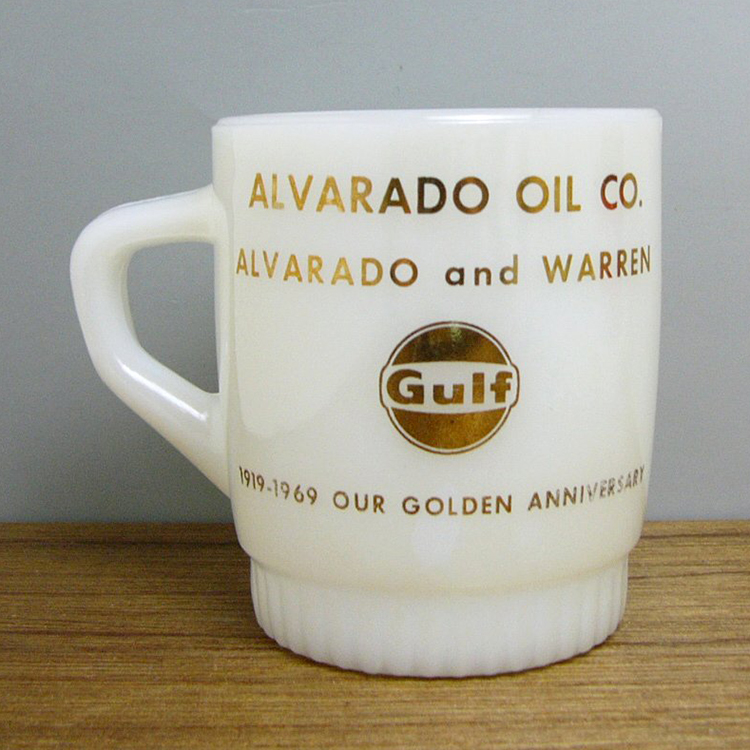 ALVARADO OIL CO.
ALVARADO and WARREN
Gulf
1919-1969 OUR GOLDEN ANNIVERSARY